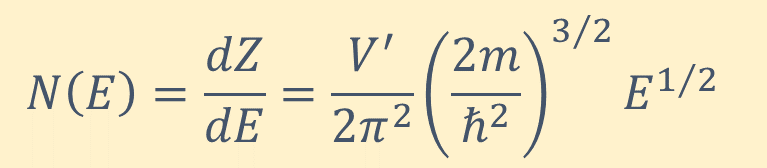 N(E) = dZ/dE = V′/2π² (2m/ħ²)^3/2 E^1/2